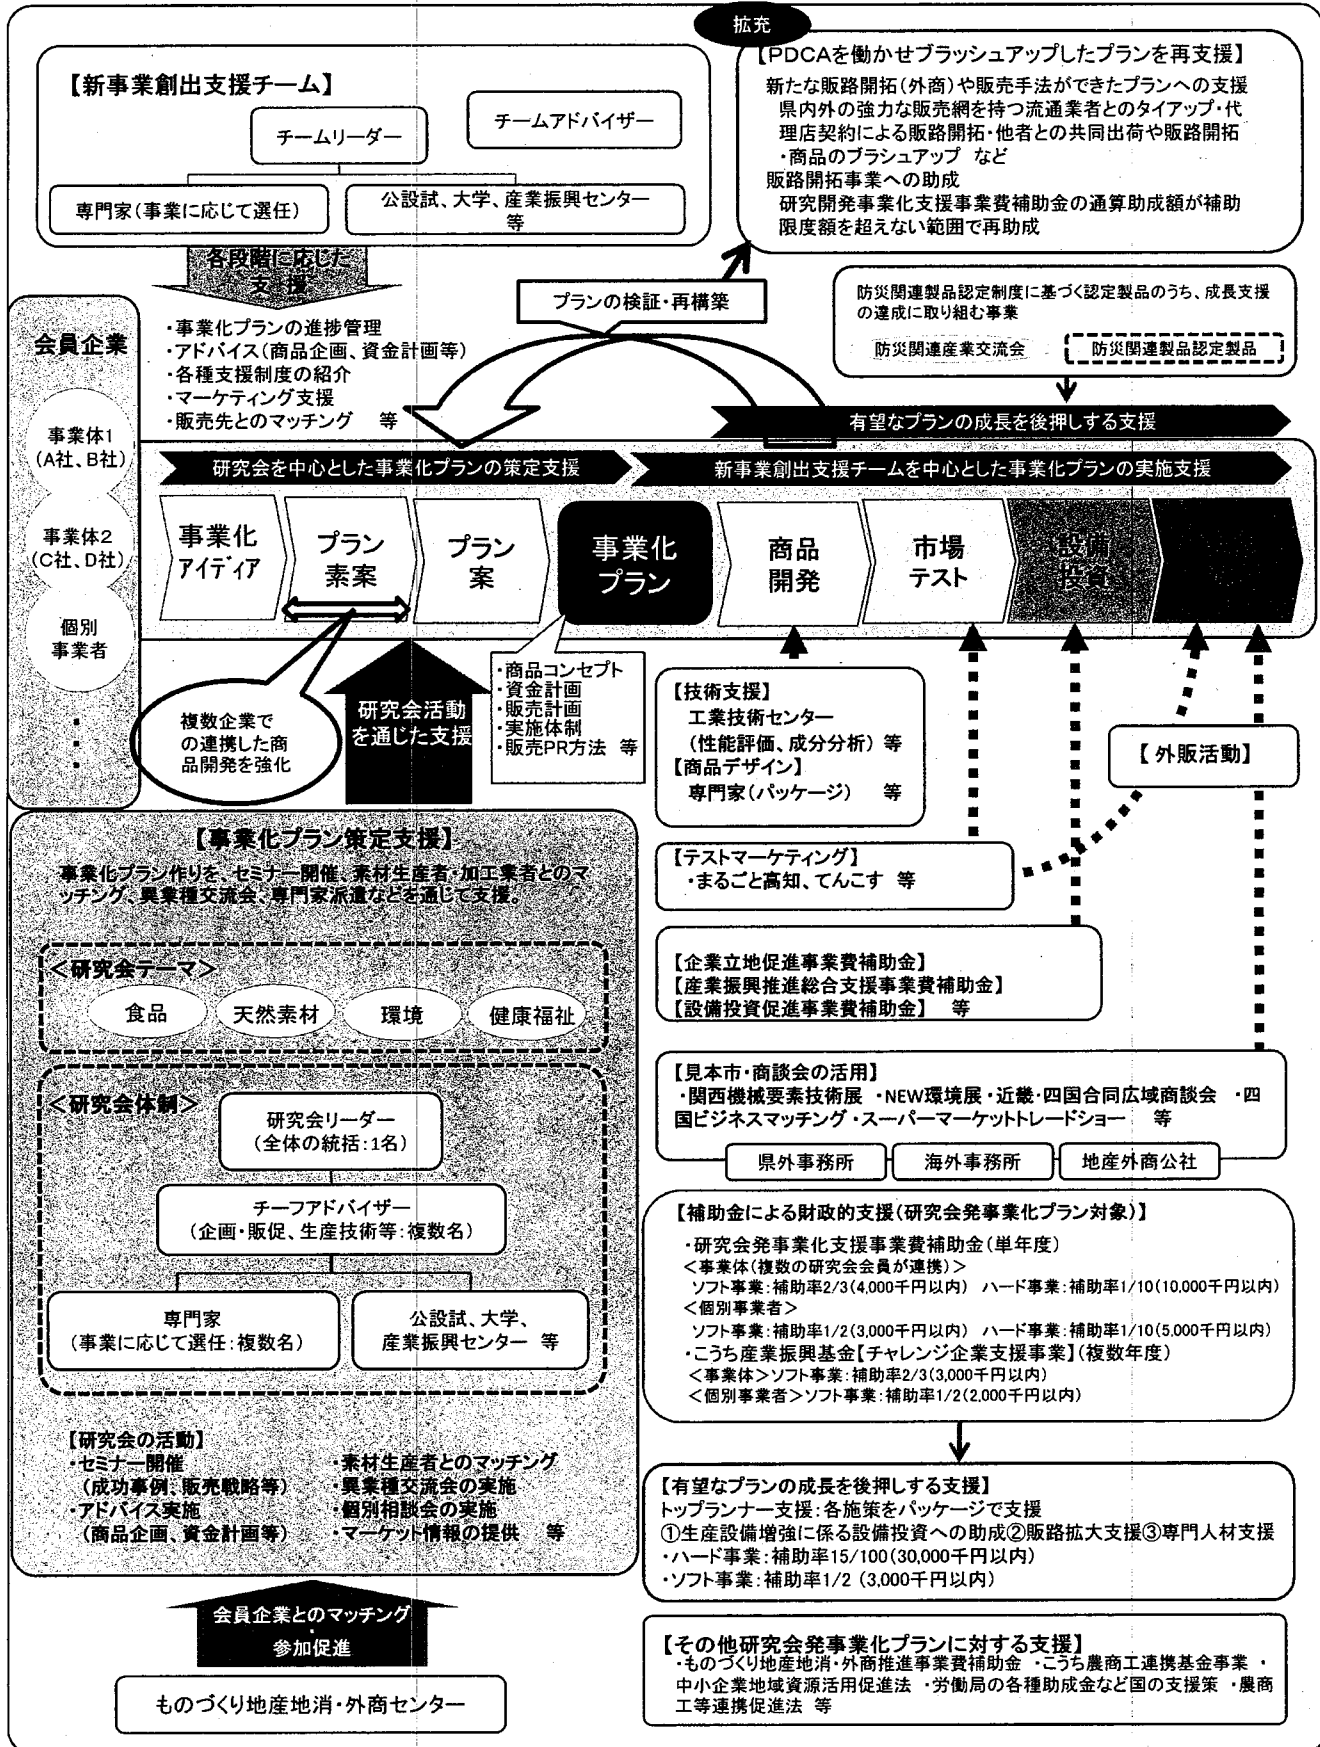 拡充
【PDCAを働かせブラッシュアップしたプランを再支援】
新たな販路開拓(外商)や販売手法ができたプランへの支援
県内外の強力な販売網を持つ流通業者とのタイアップ・代
理店契約による販路開拓・他者との共同出荷や販路開拓
・商品のブラシュアップ など
販路開拓事業への助成
研究開発事業化支援事業費補助金の通算助成額が補助
限度額を超えない範囲で再助成
【新事業創出支援チーム】
チームリーダー
チームアドバイザー
専門家(事業に応じて選任)
公設試、大学、産業振興センター
等
各段階に応じた
支 援
・事業化プランの進捗管理
・アドバイス(商品企画、資金計画等)
・各種支援制度の紹介
・マーケティング支援
・販売先とのマッチング 等
プランの検証・再構築
防災関連製品認定制度に基づく認定製品のうち、成長支援
の達成に取り組む事業
防災関連産業交流会
防災関連製品認定製品
有望なプランの成長を後押しする支援
会員企業
事業体1
(A社、B社)
事業体2
(C社、D社)
個別
事業者
・
・
・
研究会を中心とした事業化プランの策定支援
新事業創出支援チームを中心とした事業化プランの実施支援
事業化
アイディア
プラン
素案
プラン
案
事業化
プラン
商品
開発
市場
テスト
設備
投資
複数企業で
の連携した商
品開発を強化
研究会活動
を通じた支援
・商品コンセプト
・資金計画
・販売計画
・実施体制
・販売PR方法 等
【技術支援】
工業技術センター
(性能評価、成分分析)等
【商品デザイン】
専門家(パッケージ) 等
【外販活動】
【テストマーケティング】
・まるごと高知、てんこす 等
【企業立地促進事業費補助金】
【産業振興推進総合支援事業費補助金】
【設備投資促進事業費補助金】 等
【見本市・商談会の活用】
・関西機械要素技術展 ・NEW環境展・近畿・四国合同広域商談会 ・四
国ビジネスマッチング・スーパーマーケットトレードショー 等
県外事務所
海外事務所
地産外商公社
【補助金による財政的支援(研究会発事業化プラン対象)】
・研究会発事業化支援事業費補助金(単年度)
<事業体(複数の研究会会員が連携)>
ソフト事業:補助率2/3(4,000千円以内) ハード事業:補助率1/10(10,000千円以内)
<個別事業者>
ソフト事業:補助率1/2(3,000千円以内) ハード事業:補助率1/10(5,000千円以内)
・こうち産業振興基金【チャレンジ企業支援事業】(複数年度)
<事業体>ソフト事業:補助率2/3(3,000千円以内)
<個別事業者>ソフト事業:補助率1/2(2,000千円以内)
【有望なプランの成長を後押しする支援】
トップランナー支援:各施策をパッケージで支援
①生産設備増強に係る設備投資への助成②販路拡大支援③専門人材支援
・ハード事業:補助率15/100(30,000千円以内)
・ソフト事業:補助率1/2 (3,000千円以内)
【その他研究会発事業化プランに対する支援】
・ものづくり地産地消・外商推進事業費補助金 ・こうち農商工連携基金事業 ・
中小企業地域資源活用促進法 ・労働局の各種助成金など国の支援策 ・農商
工等連携促進法 等
【事業化プラン策定支援】
事業化プラン作りを、セミナー開催、素材生産者・加工業者とのマ
ッチング、異業種交流会、専門家派遣などを通じて支援。
<研究会テーマ>
食品
天然素材
環境
健康福祉
<研究会体制>
研究会リーダー
(全体の統括:1名)
チーフアドバイザー
(企画・販促、生産技術等:複数名)
専門家
(事業に応じて選任:複数名)
公設試、大学、
産業振興センター 等
【研究会の活動】
・セミナー開催
(成功事例、販売戦略等)
・アドバイス実施
(商品企画、資金計画等)
・素材生産者とのマッチング
・異業種交流会の実施
・個別相談会の実施
・マーケット情報の提供 等
会員企業とのマッチング
・
参加促進
ものづくり地産地消・外商センター